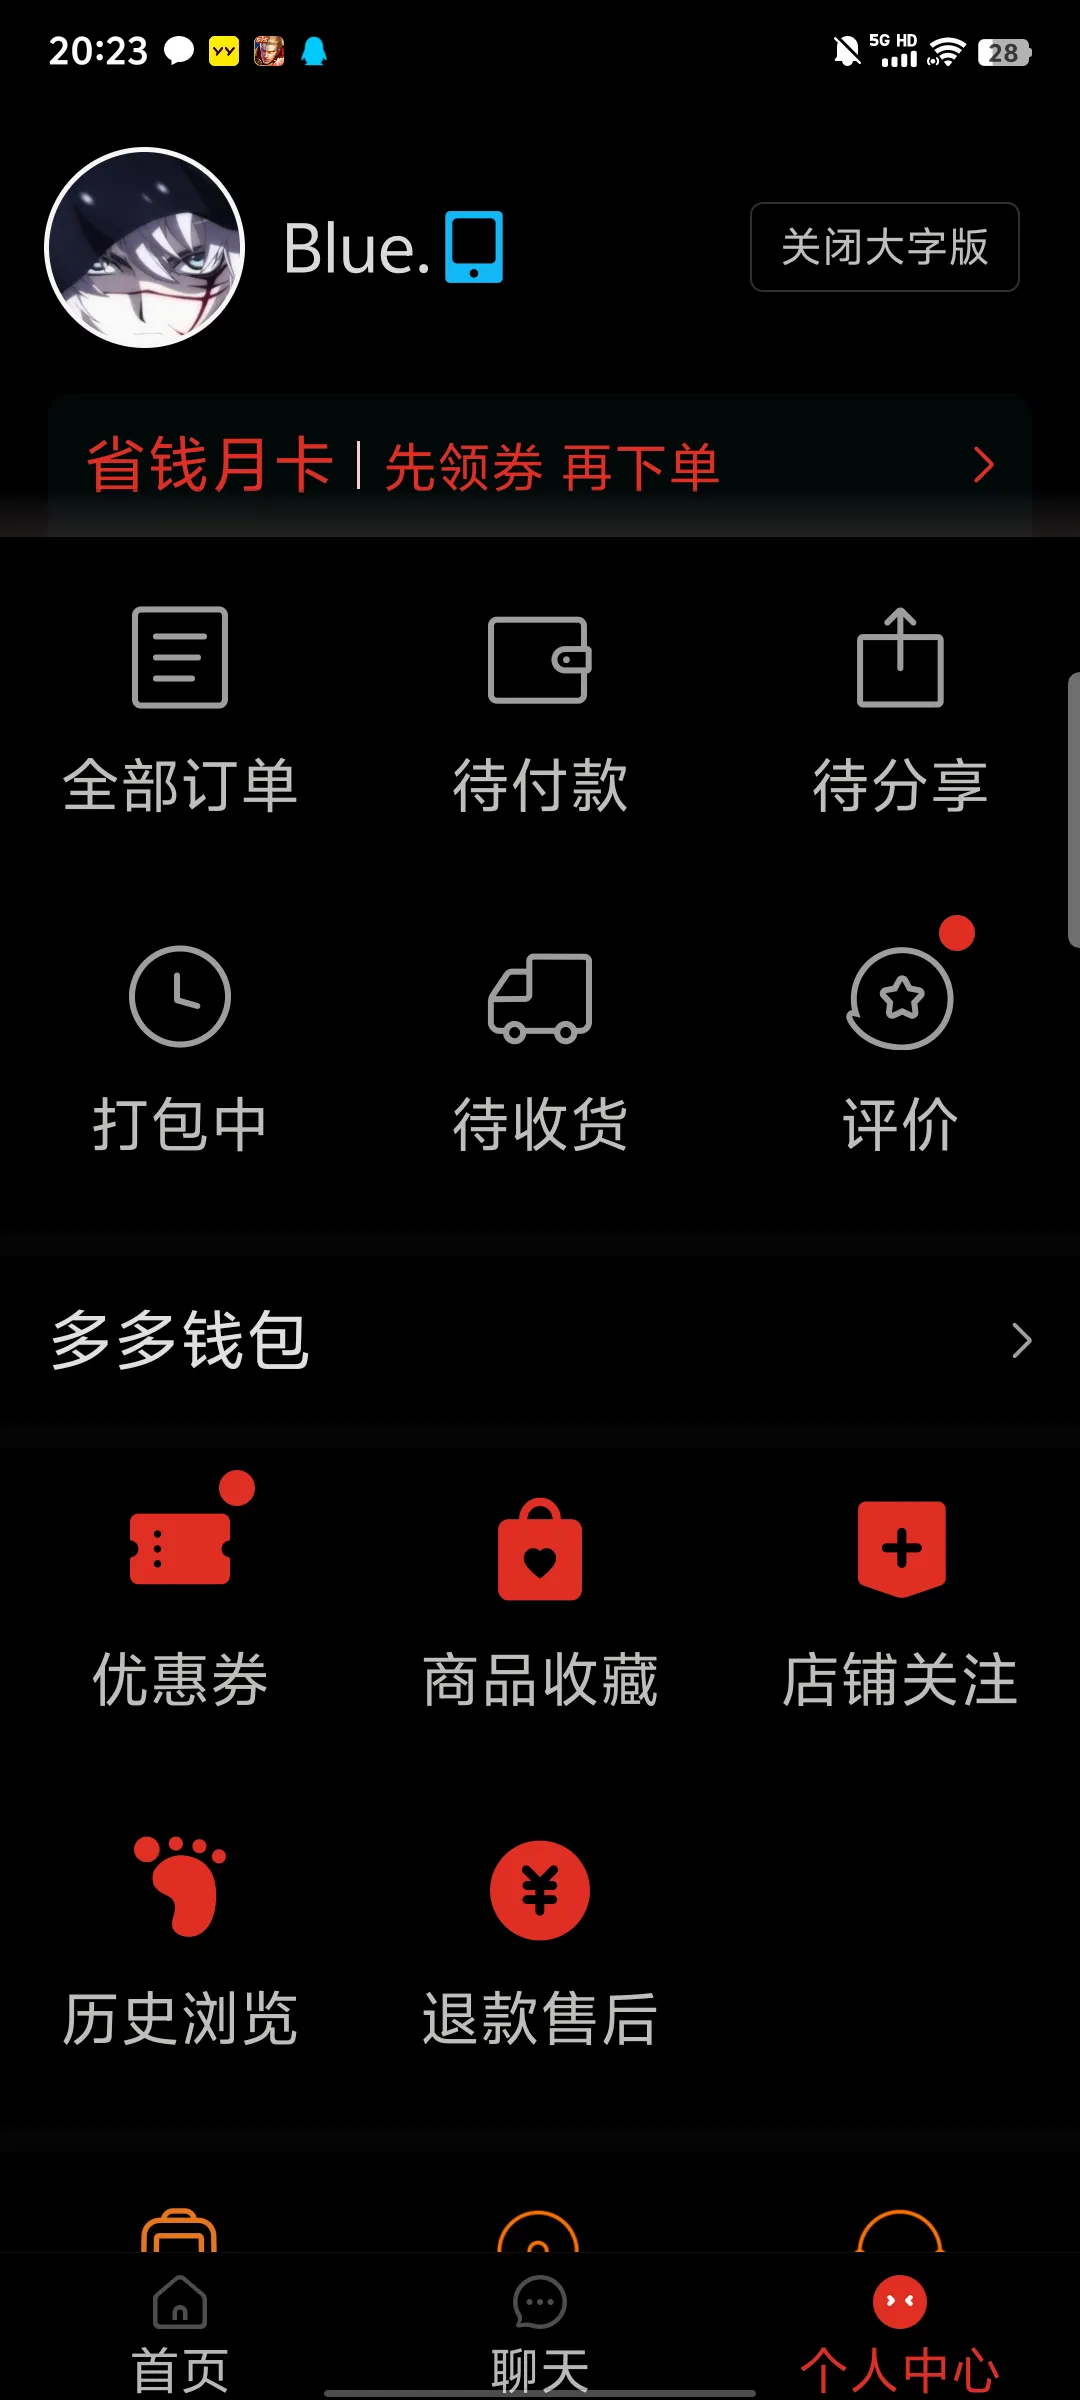 20:23
5G HD
28
Blue.
关闭大字版
省钱月卡 先领券 再下单
全部订单 待付款 待分享
打包中 待收货 评价
多多钱包
优惠券 商品收藏 店铺关注
历史浏览 退款售后
首页 聊天 个人中心